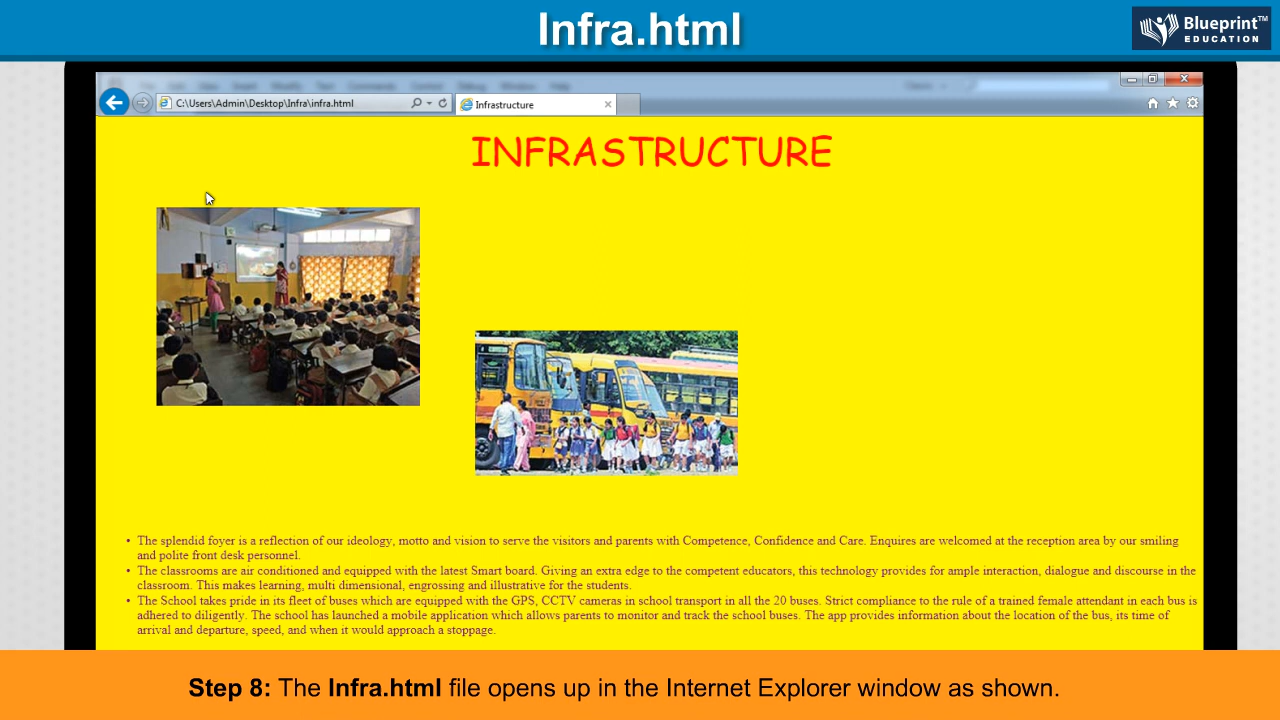 Infra.html
Blueprint™
EDUCATION
C:\Users\Admin\Desktop\Infra\infra.html
Infrastructure
INFRASTRUCTURE
• The splendid foyer is a reflection of our ideology, motto and vision to serve the visitors and parents with Competence, Confidence and Care. Enquires are welcomed at the reception area by our smiling
and polite front desk personnel.
• The classrooms are air conditioned and equipped with the latest Smart board. Giving an extra edge to the competent educators, this technology provides for ample interaction, dialogue and discourse in the
classroom. This makes learning, multi dimensional, engrossing and illustrative for the students.
• The School takes pride in its fleet of buses which are equipped with the GPS, CCTV cameras in school transport in all the 20 buses. Strict compliance to the rule of a trained female attendant in each bus is
adhered to diligently. The school has launched a mobile application which allows parents to monitor and track the school buses. The app provides information about the location of the bus, its time of
arrival and departure, speed, and when it would approach a stoppage.
Step 8: The Infra.html file opens up in the Internet Explorer window as shown.